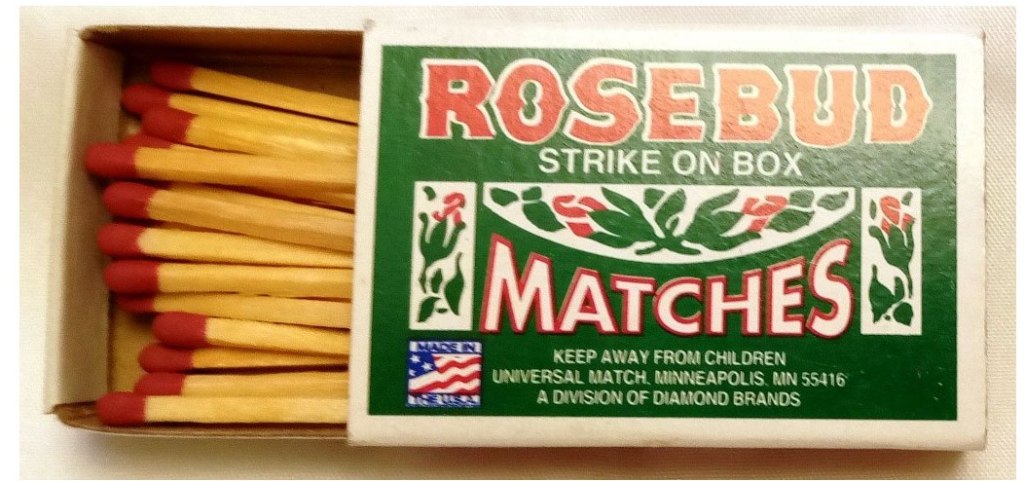 ROSEBUD
STRIKE ON BOX
MATCHES
MADE IN
THE U.S.A.
KEEP AWAY FROM CHILDREN
UNIVERSAL MATCH, MINNEAPOLIS, MN 55416
A DIVISION OF DIAMOND BRANDS